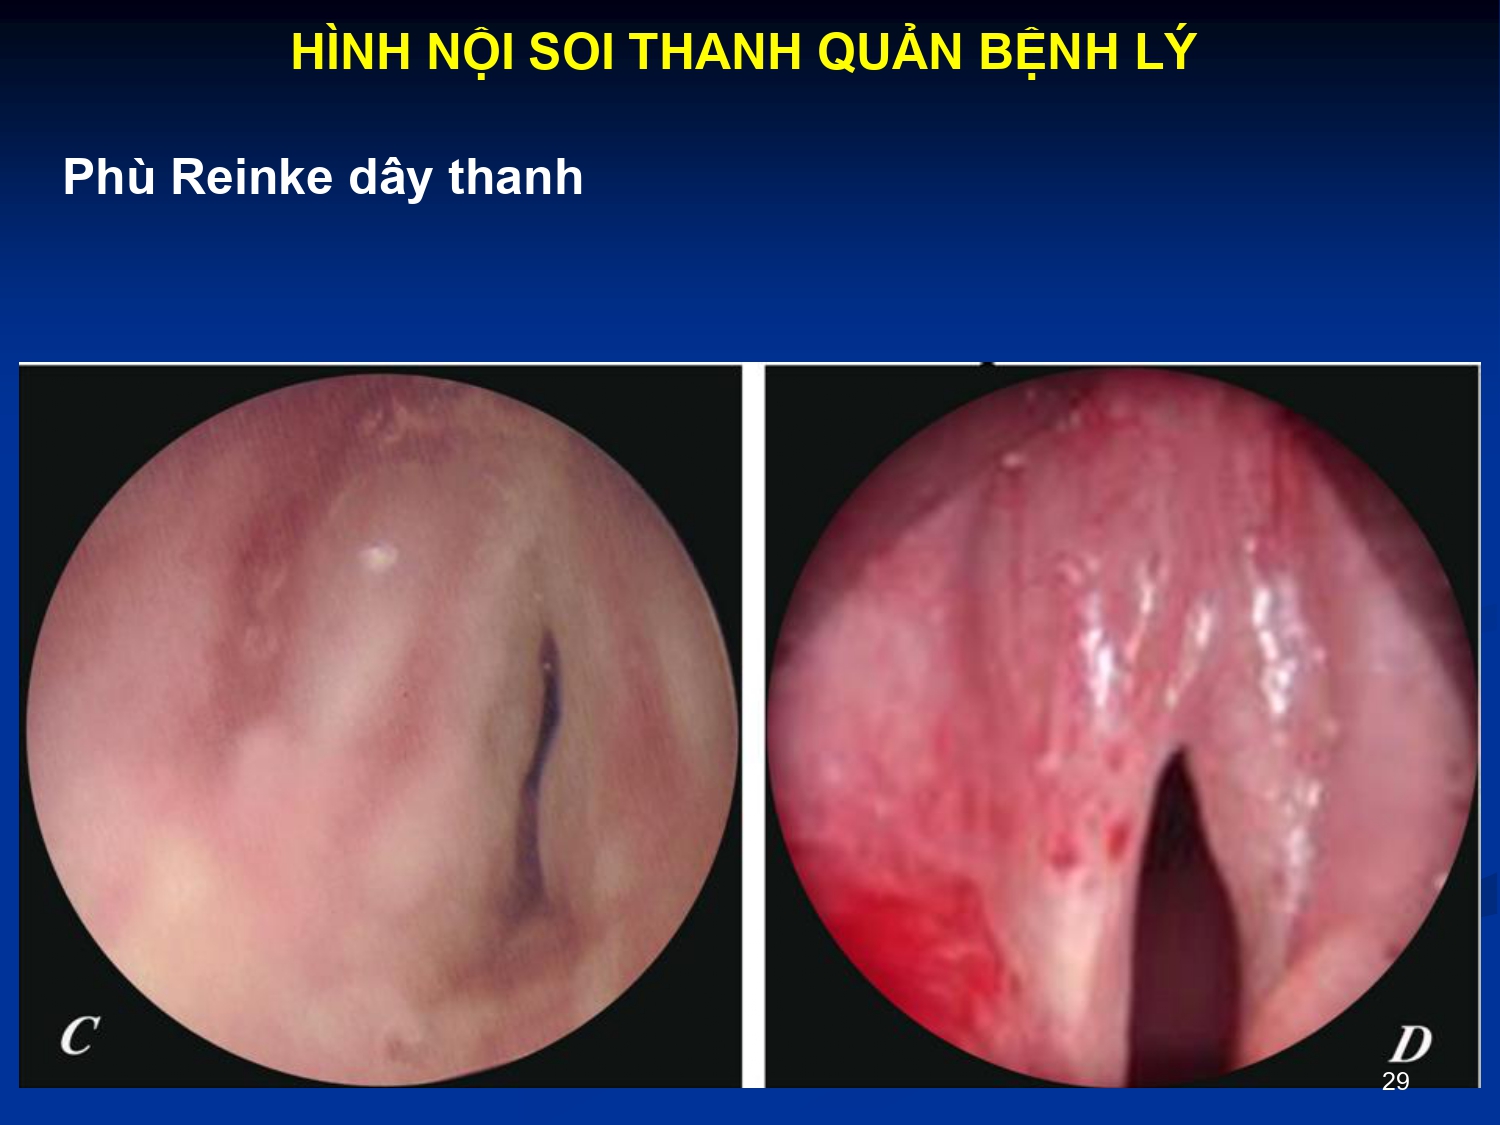 HÌNH NỘI SOI THANH QUẢN BỆNH LÝ
Phù Reinke dây thanh
C
D
29